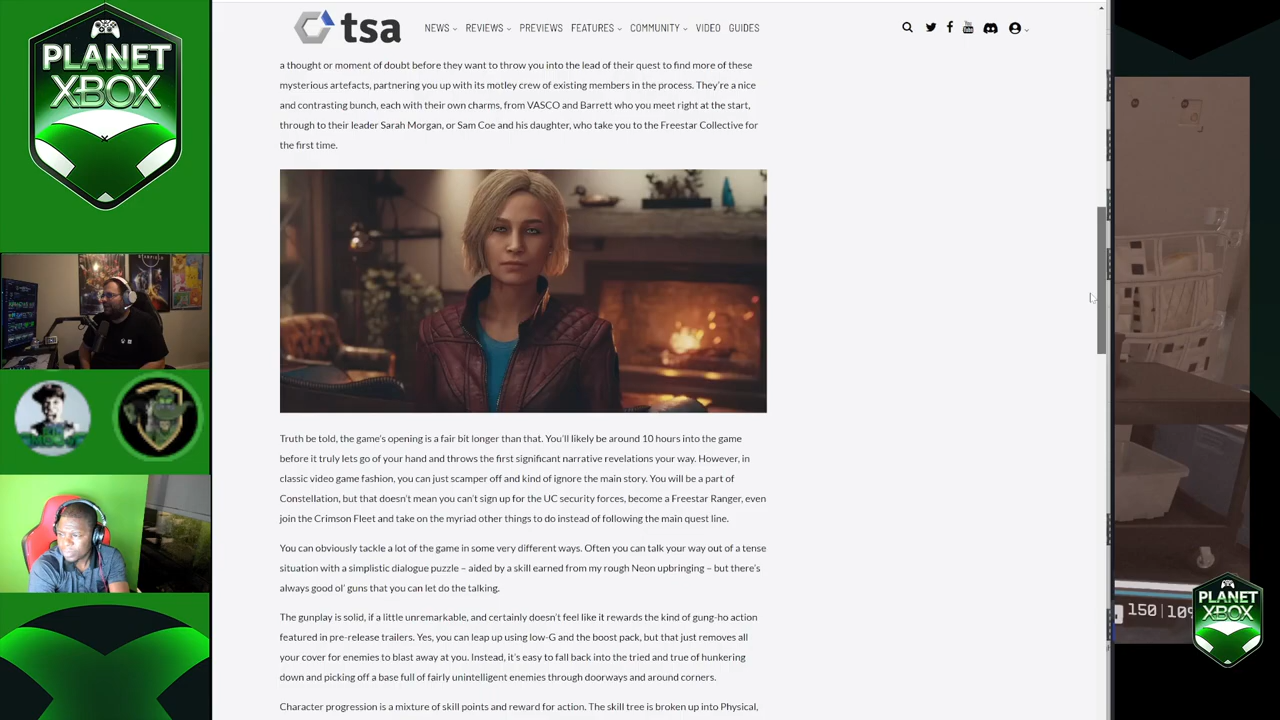 PLANET
XBOX
tsa
NEWS REVIEWS PREVIEWS FEATURES COMMUNITY VIDEO GUIDES
a thought or moment of doubt before they want to throw you into the lead of their quest to find more of these
mysterious artefacts, partnering you up with its motley crew of existing members in the process. They're a nice
and contrasting bunch, each with their own charms, from VASCO and Barrett who you meet right at the start,
through to their leader Sarah Morgan, or Sam Coe and his daughter, who take you to the Freestar Collective for
the first time.
Truth be told, the game's opening is a fair bit longer than that. You'll likely be around 10 hours into the game
before it truly lets go of your hand and throws the first significant narrative revelations your way. However, in
classic video game fashion, you can just scamper off and kind of ignore the main story. You will be a part of
Constellation, but that doesn't mean you can't sign up for the UC security forces, become a Freestar Ranger, even
join the Crimson Fleet and take on the myriad other things to do instead of following the main quest line.
You can obviously tackle a lot of the game in some very different ways. Often you can talk your way out of a tense
situation with a simplistic dialogue puzzle – aided by a skill earned from my rough Neon upbringing – but there's
always good ol' guns that you can let do the talking.
The gunplay is solid, if a little unremarkable, and certainly doesn't feel like it rewards the kind of gung-ho action
featured in pre-release trailers. Yes, you can leap up using low-G and the boost pack, but that just removes all
your cover for enemies to blast away at you. Instead, it's easy to fall back into the tried and true of hunkering
down and picking off a base full of fairly unintelligent enemies through doorways and around corners.
Character progression is a mixture of skill points and reward for action. The skill tree is broken up into Physical,
150
PLANET
XBOX